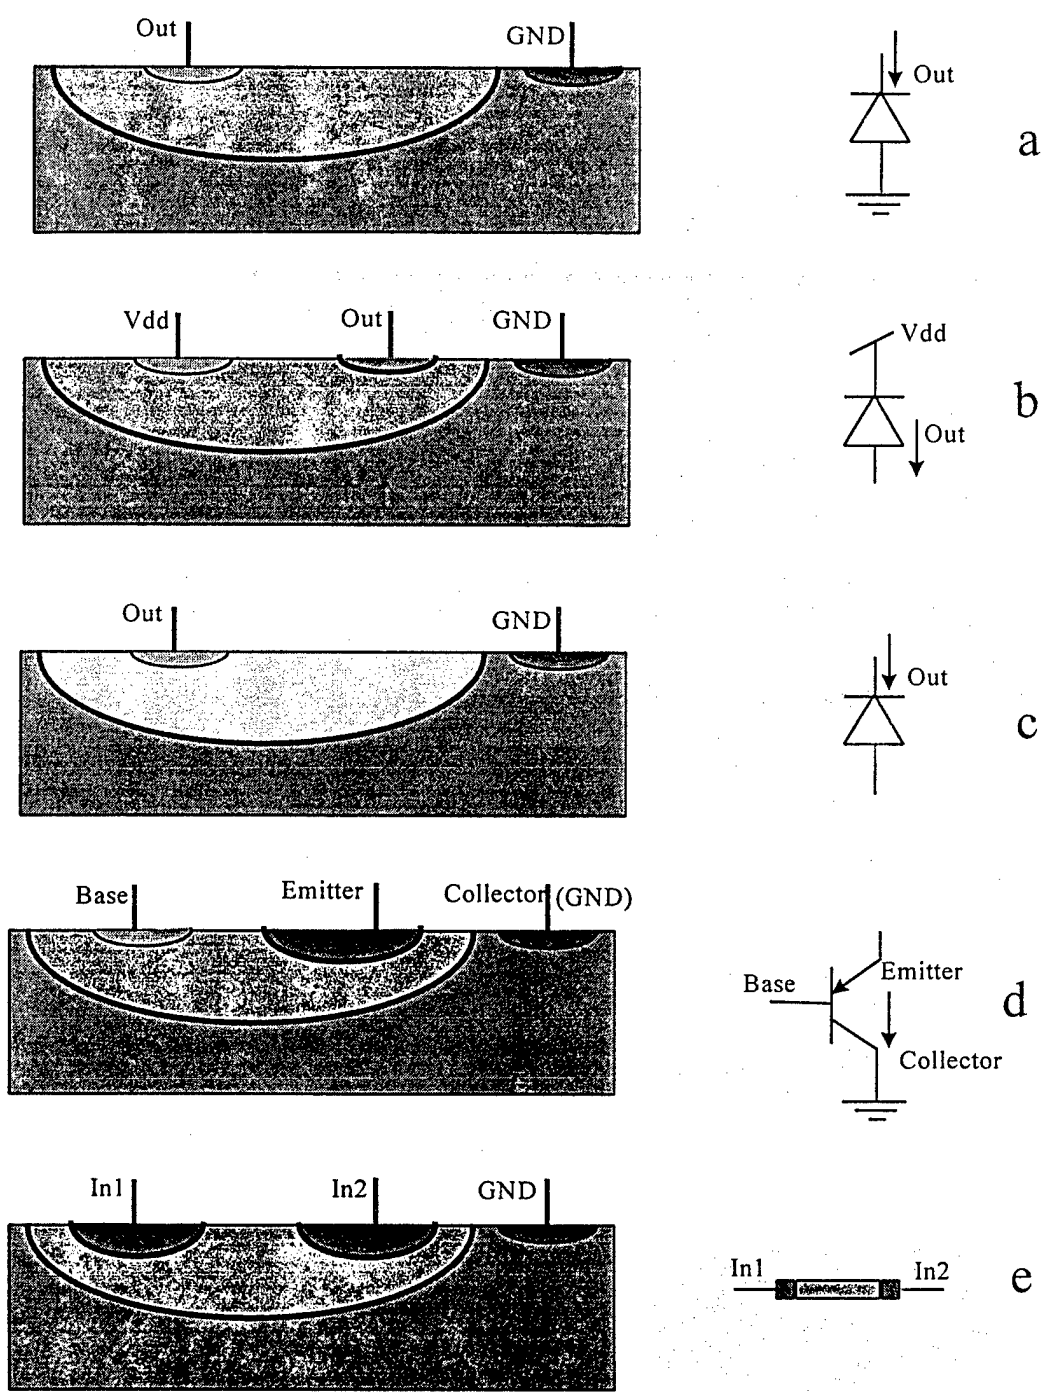 Out
GND
Out
a
Vdd
Out
GND
Vdd
Out
b
Out
GND
Out
c
Base
Emitter
Collector (GND)
Base
Emitter
Collector
d
In1
In2
GND
In1
In2
e